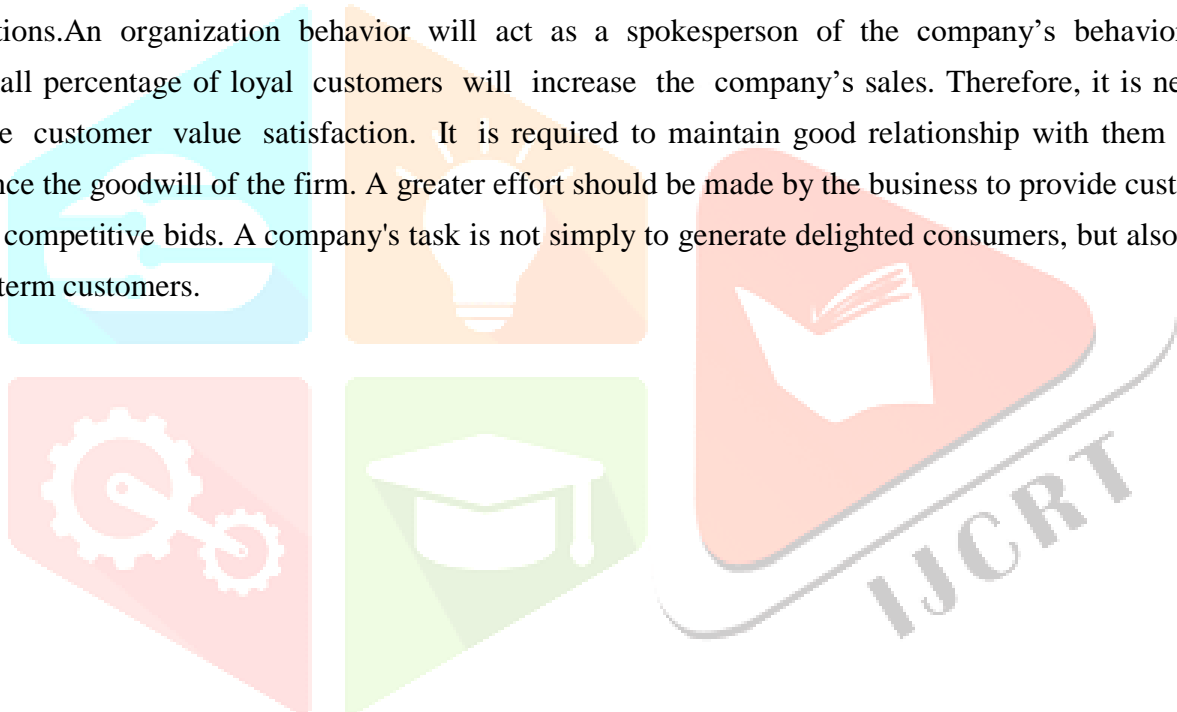 tions.An organization behavior will act as a spokesperson of the company's behavior
all percentage of loyal customers will increase the company's sales. Therefore, it is ne
e customer value satisfaction. It is required to maintain good relationship with them
nce the goodwill of the firm. A greater effort should be made by the business to provide cust
competitive bids. A company's task is not simply to generate delighted consumers, but also
term customers.
IJCRT